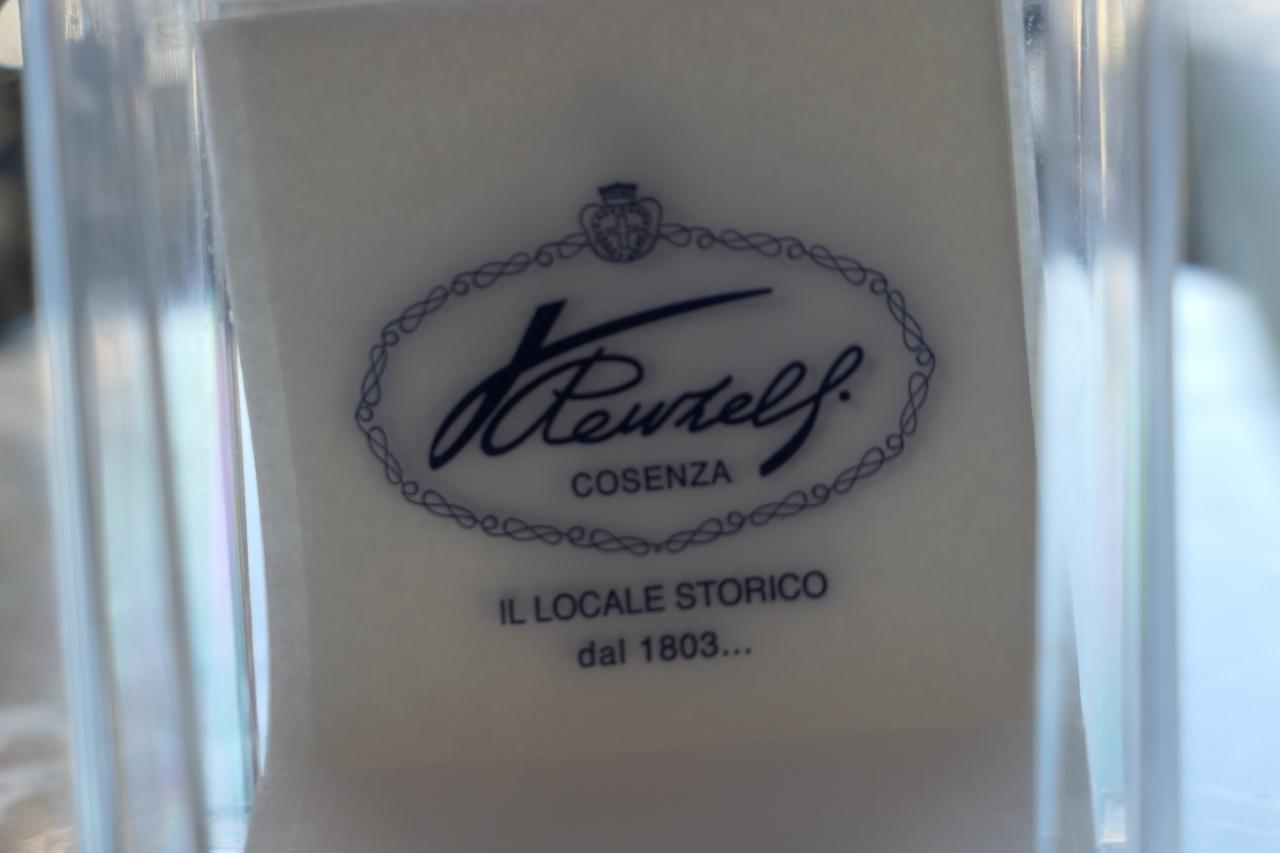 Renzelli
COSENZA
IL LOCALE STORICO
dal 1803...